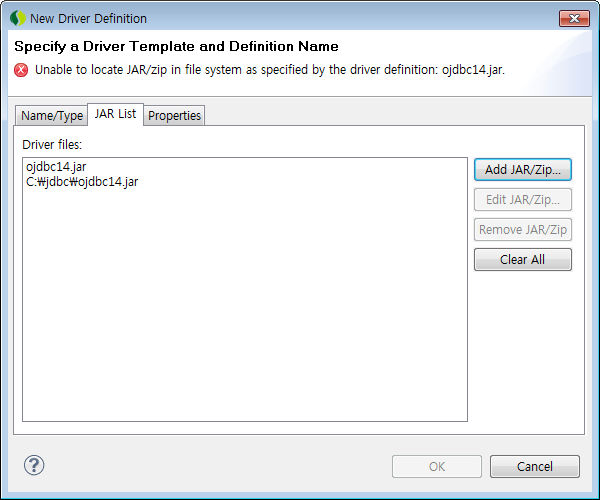 New Driver Definition
Specify a Driver Template and Definition Name
Unable to locate JAR/zip in file system as specified by the driver definition: ojdbc14.jar.
Name/Type JAR List Properties
Driver files:
ojdbc14.jar
C:₩jdbc₩ojdbc14.jar
Add JAR/Zip...
Edit JAR/Zip...
Remove JAR/Zip
Clear All
?
OK Cancel